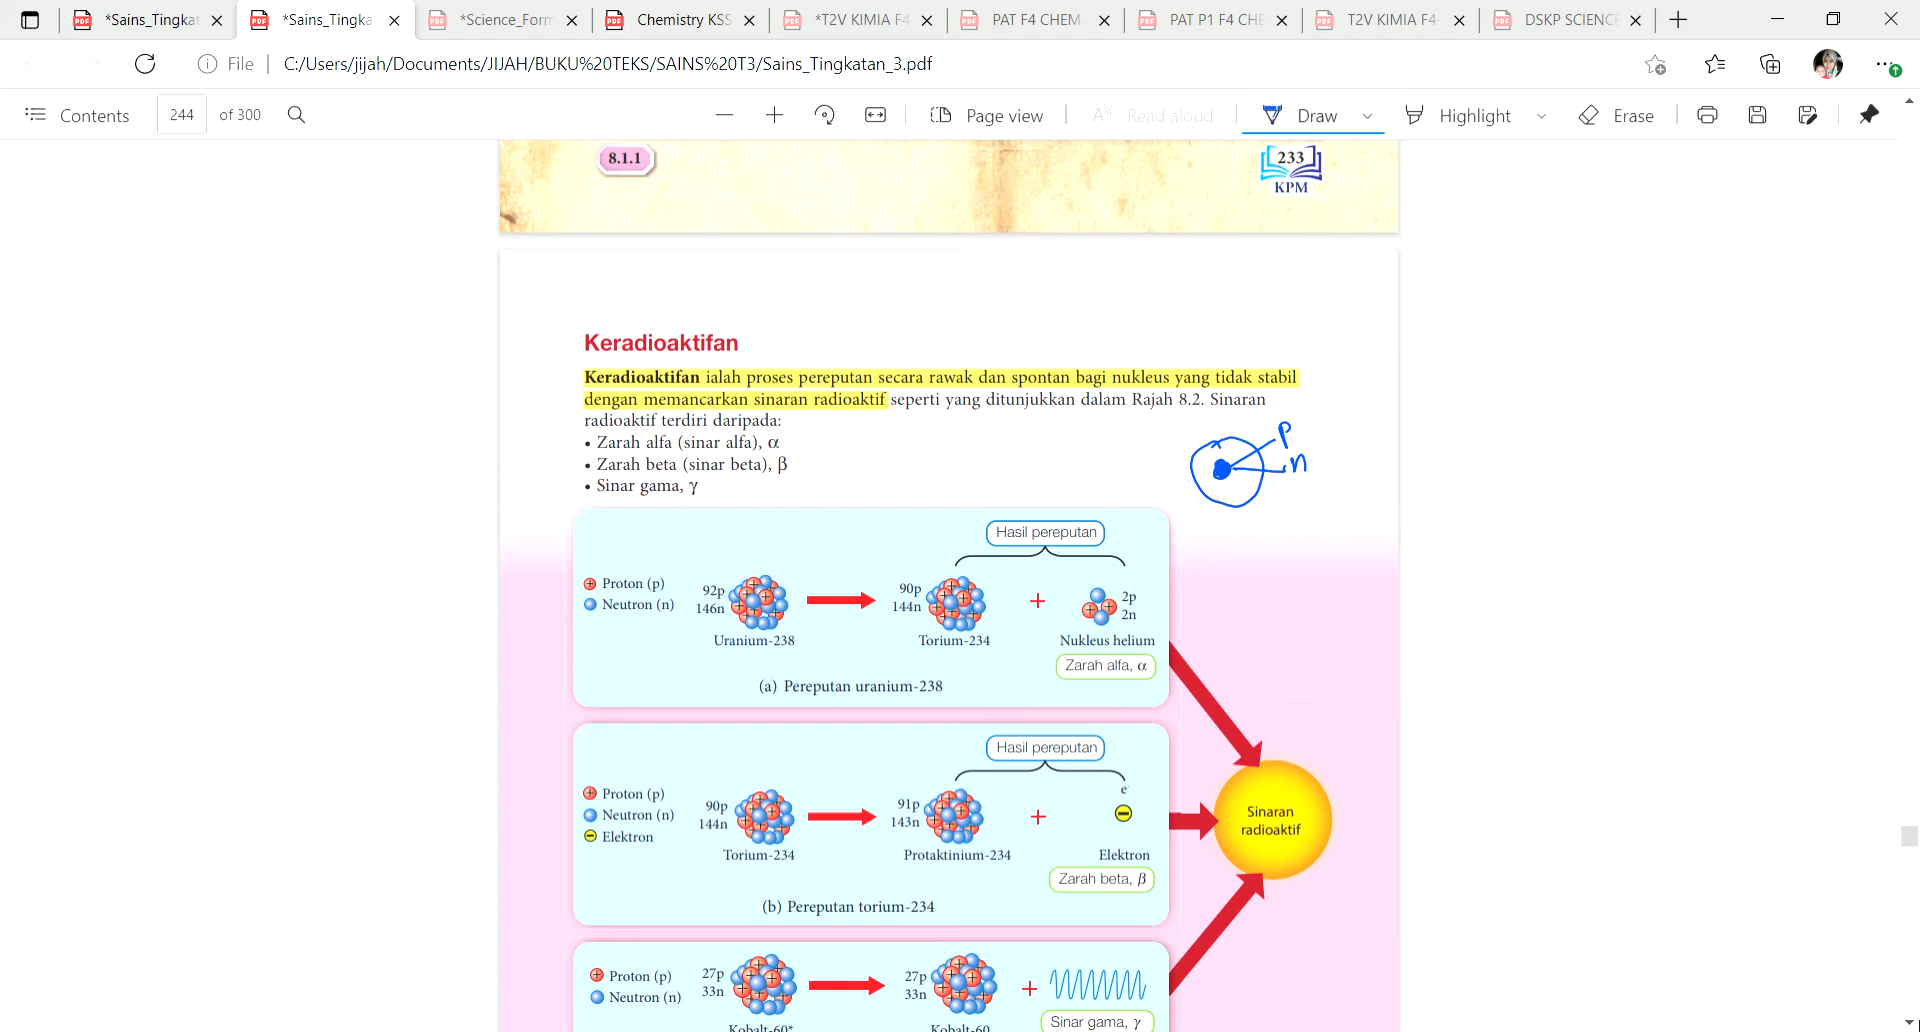 *Sains_Tingkat
*Sains_Tingka
*Science_Form
Chemistry KSS
*T2V KIMIA F4
PAT F4 CHEM
PAT P1 F4 CHE
T2V KIMIA F4
DSKP SCIENCE
File
C:/Users/jijah/Documents/JIJAH/BUKU%20TEKS/SAINS%20T3/Sains_Tingkatan_3.pdf
Contents
244 of 300
Page view
Read aloud
Draw
Highlight
Erase
8.1.1
233
KPM
Keradioaktifan
Keradioaktifan ialah proses pereputan secara rawak dan spontan bagi nukleus yang tidak stabil
dengan memancarkan sinaran radioaktif seperti yang ditunjukkan dalam Rajah 8.2. Sinaran
radioaktif terdiri daripada:
• Zarah alfa (sinar alfa), α
• Zarah beta (sinar beta), β
• Sinar gama, γ
P
n
Hasil pereputan
Proton (p)
Neutron (n)
92p
146n
Uranium-238
90p
144n
Torium-234
+
2p
2n
Nukleus helium
Zarah alfa, α
(a) Pereputan uranium-238
Hasil pereputan
Proton (p)
Neutron (n)
Elektron
90p
144n
Torium-234
91p
143n
Protaktinium-234
+
e-
Elektron
Zarah beta, β
(b) Pereputan torium-234
Sinaran
radioaktif
Proton (p)
Neutron (n)
27p
33n
Kobalt-60*
27p
33n
Kobalt-60
+
Sinar gama, γ